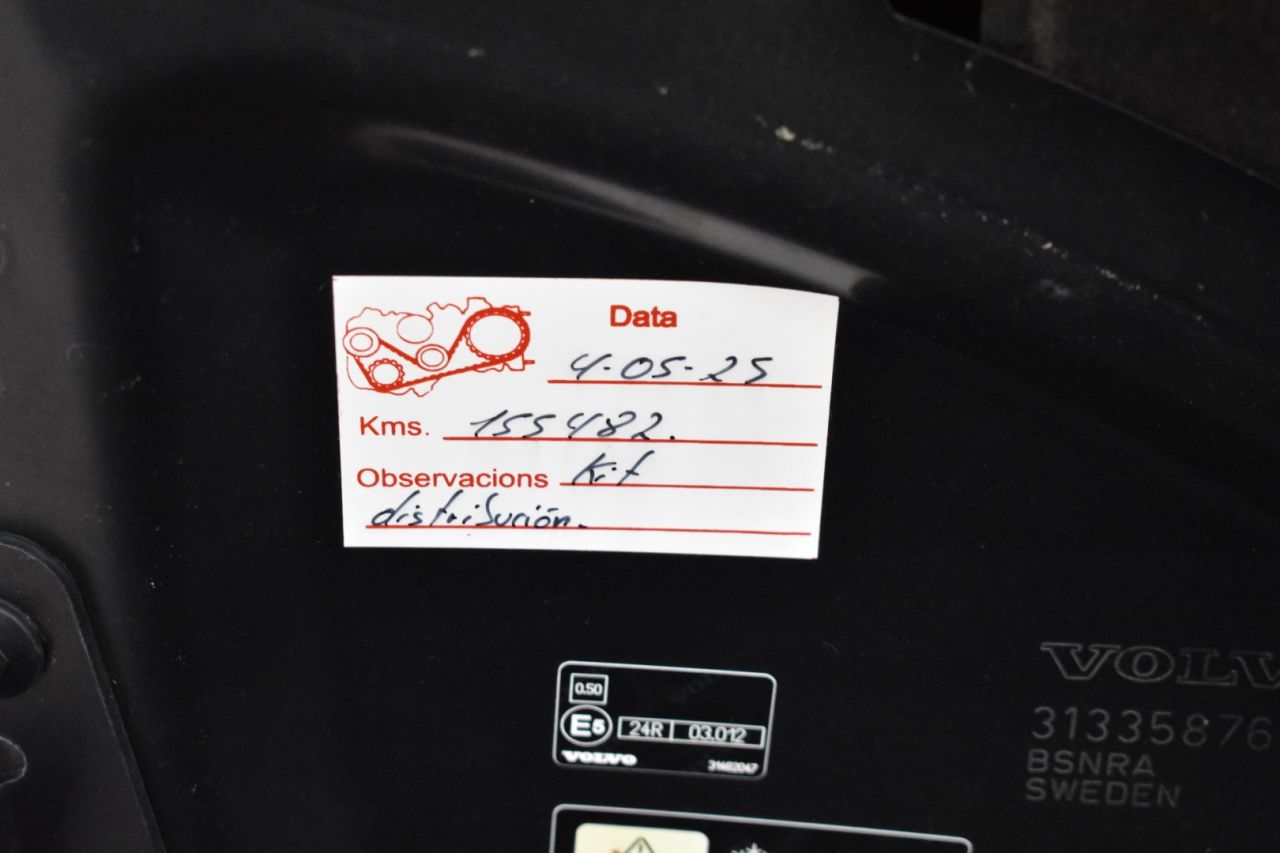 Data
4-05-25
Kms. 155482.
Observacions Kit
distribución.
0.50
E5 24R 03.012
VOLVO 31462047
VOLV
31335876
BSNRA
SWEDEN